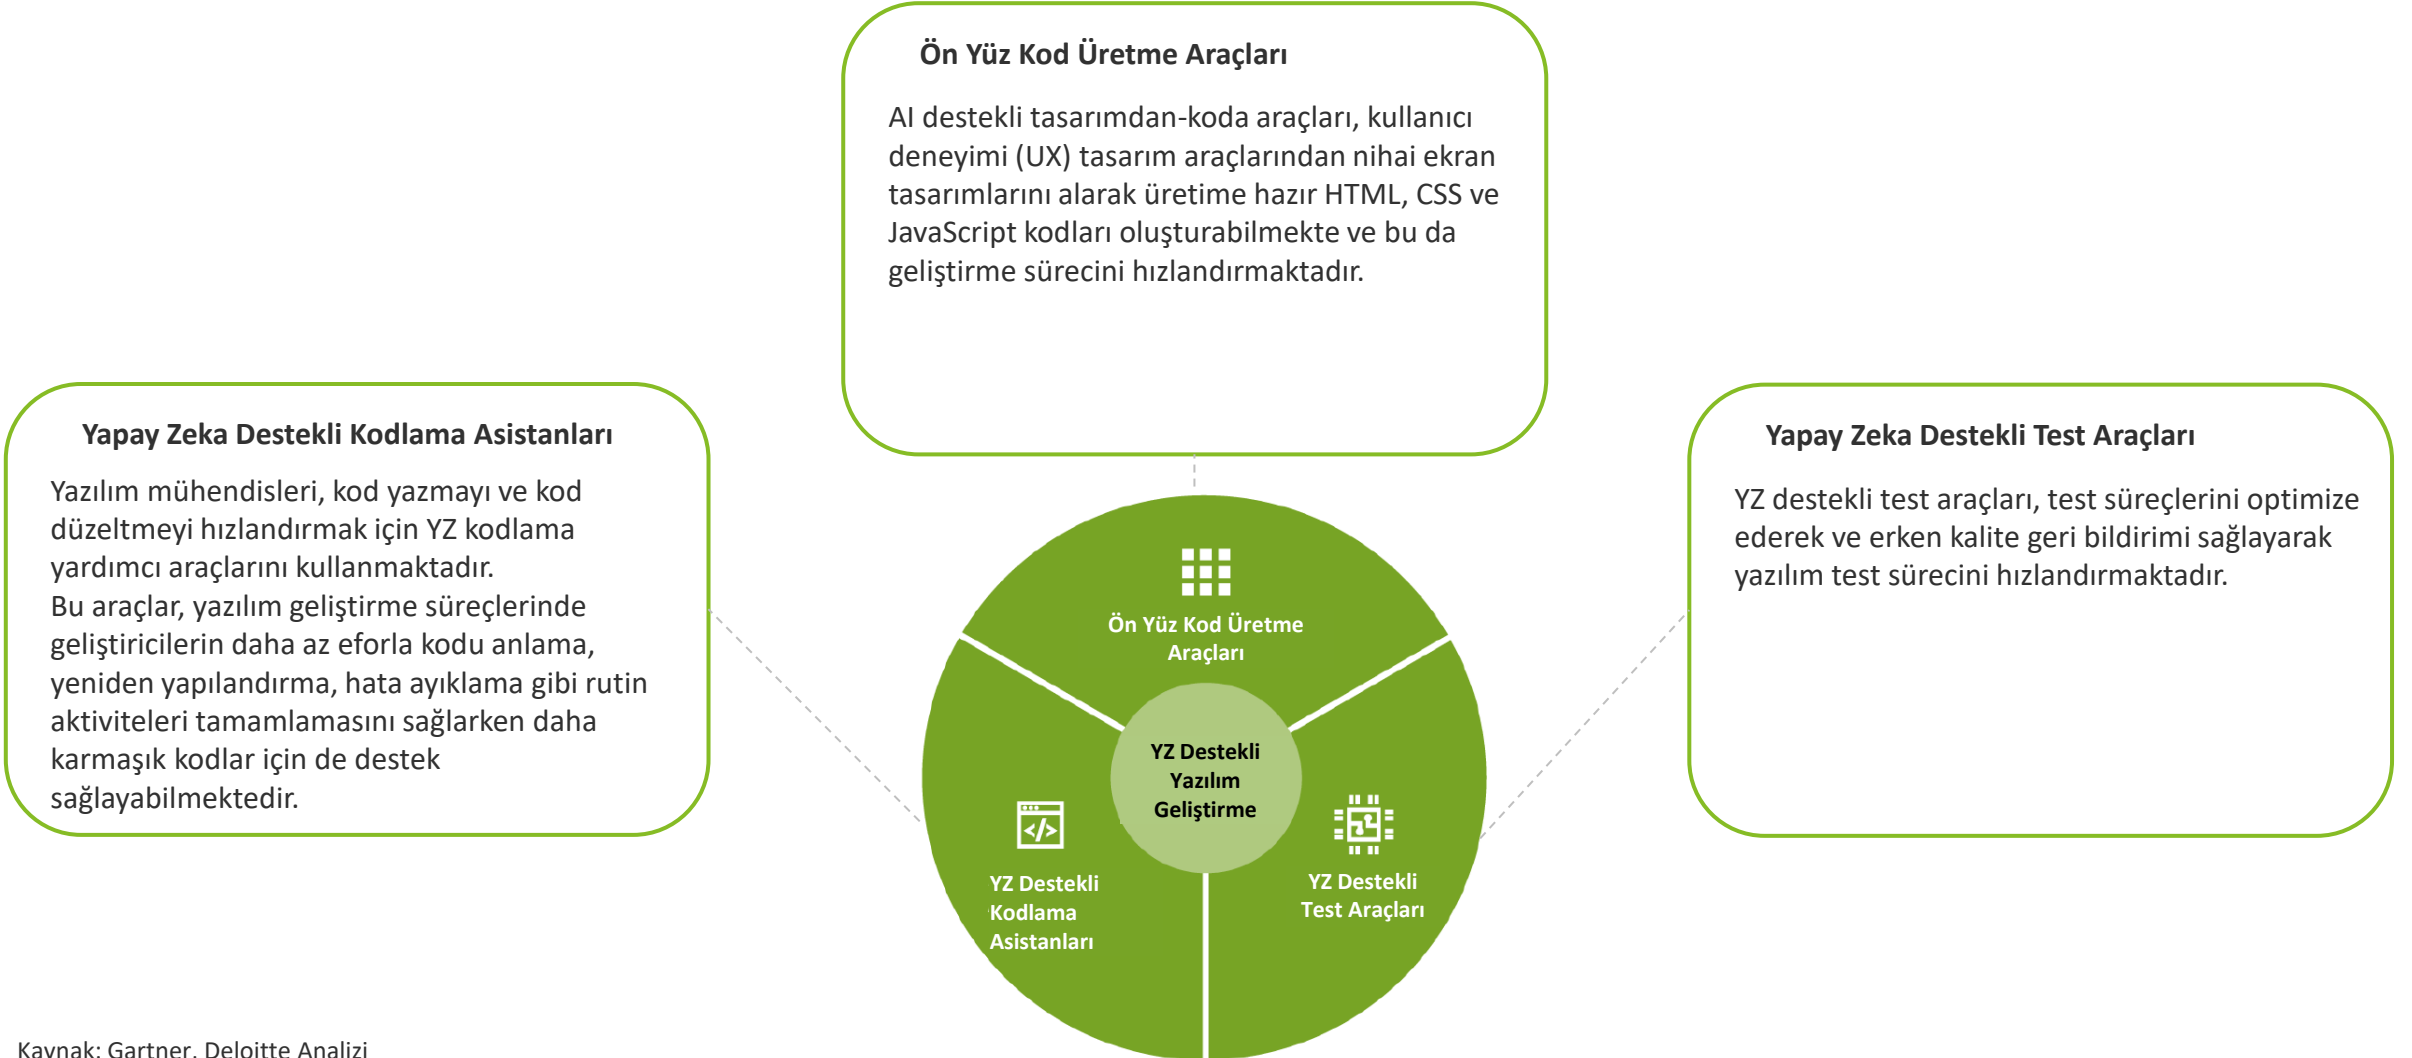 Ön Yüz Kod Üretme Araçları
AI destekli tasarımdan-koda araçları, kullanıcı
deneyimi (UX) tasarım araçlarından nihai ekran
tasarımlarını alarak üretime hazır HTML, CSS ve
JavaScript kodları oluşturabilmekte ve bu da
geliştirme sürecini hızlandırmaktadır.
Yapay Zeka Destekli Kodlama Asistanları
Yazılım mühendisleri, kod yazmayı ve kod
düzeltmeyi hızlandırmak için YZ kodlama
yardımcı araçlarını kullanmaktadır.
Bu araçlar, yazılım geliştirme süreçlerinde
geliştiricilerin daha az eforla kodu anlama,
yeniden yapılandırma, hata ayıklama gibi rutin
aktiviteleri tamamlamasını sağlarken daha
karmaşık kodlar için de destek
sağlayabilmektedir.
Yapay Zeka Destekli Test Araçları
YZ destekli test araçları, test süreçlerini optimize
ederek ve erken kalite geri bildirimi sağlayarak
yazılım test sürecini hızlandırmaktadır.
Ön Yüz Kod Üretme
Araçları
YZ Destekli
Yazılım
Geliştirme
YZ Destekli
Kodlama
Asistanları
YZ Destekli
Test Araçları
Kaynak: Gartner, Deloitte Analizi